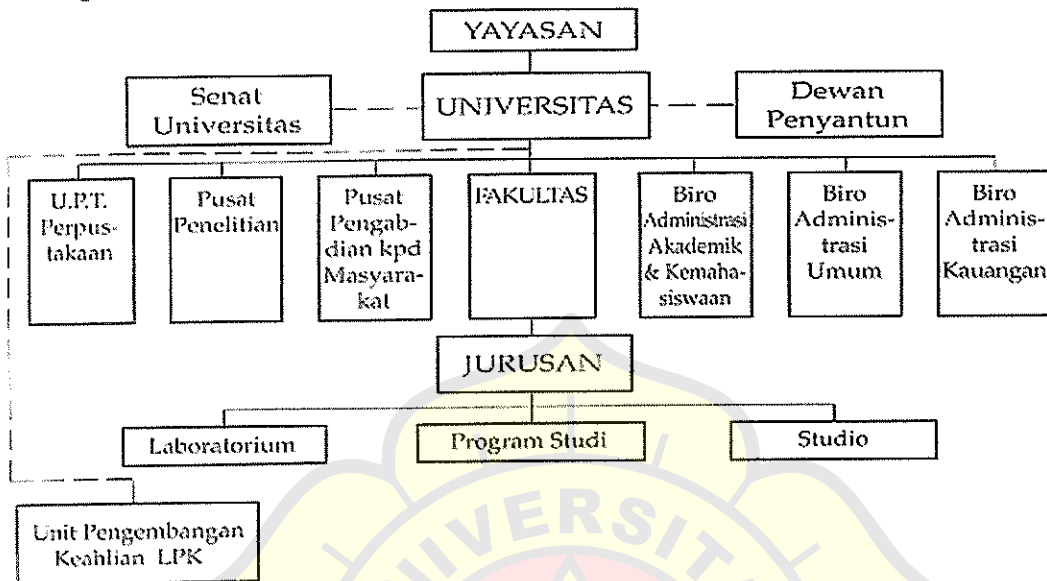 YAYASAN
Senat
Universitas
UNIVERSITAS
Dewan
Penyantun
U.P.T.
Perpus-
takaan
Pusat
Penelitian
Pusat
Pengab-
dian kpd
Masyara-
kat
FAKULTAS
Biro
Administrasi
Akademik
& Kemaha-
siswaan
Biro
Adminis-
trasi
Umum
Biro
Adminis-
trasi
Kauangan
JURUSAN
Laboratorium
Program Studi
Studio
Unit Pengembangan
Keahlian LPK
UNIVERSIT